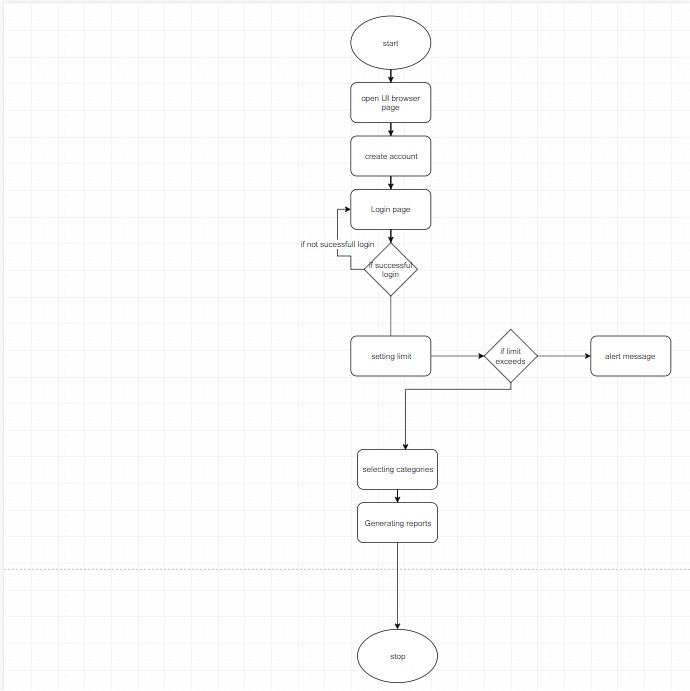 start
open UI browser
page
create account
Login page
if not sucessfull login
if successful
login
setting limit
if limit
exceeds
alert message
selecting categories
Generating reports
stop